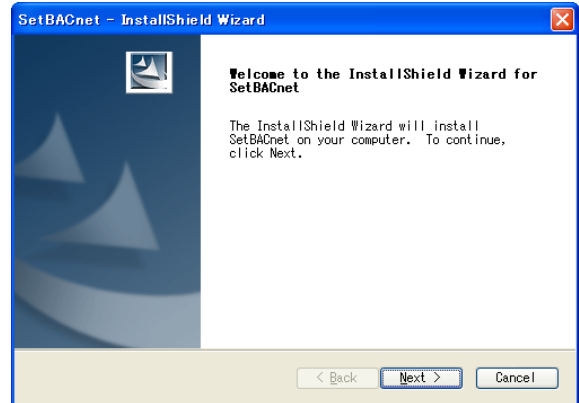 SetBACnet - InstallShield Wizard
Welcome to the InstallShield Wizard for
SetBACnet
The InstallShield Wizard will install
SetBACnet on your computer.  To continue,
click Next.
< Back
Next >
Cancel